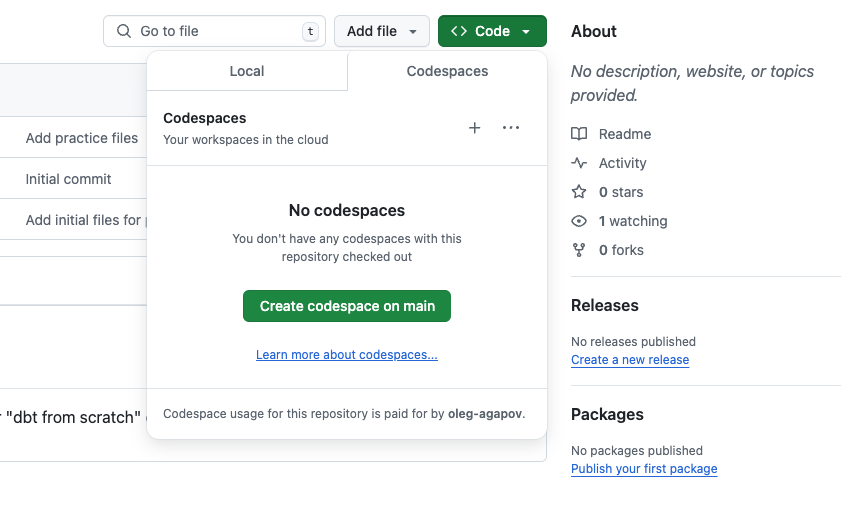 Go to file
t
Add file
Code
Local
Codespaces
Codespaces
Your workspaces in the cloud
No codespaces
You don't have any codespaces with this
repository checked out
Create codespace on main
Learn more about codespaces...
Codespace usage for this repository is paid for by oleg-agapov.
Add practice files
Initial commit
Add initial files for
"dbt from scratch"
About
No description, website, or topics
provided.
Readme
Activity
0 stars
1 watching
0 forks
Releases
No releases published
Create a new release
Packages
No packages published
Publish your first package